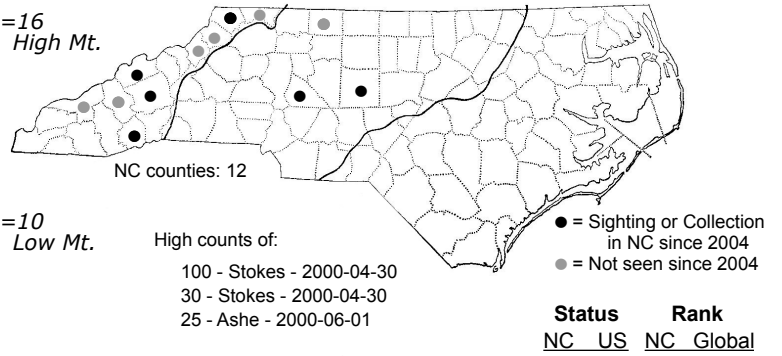 =16
High Mt.
NC counties: 12
=10
Low Mt.
High counts of:
100 - Stokes - 2000-04-30
30 - Stokes - 2000-04-30
25 - Ashe - 2000-06-01
= Sighting or Collection
in NC since 2004
= Not seen since 2004
Status Rank
NC US NC Global